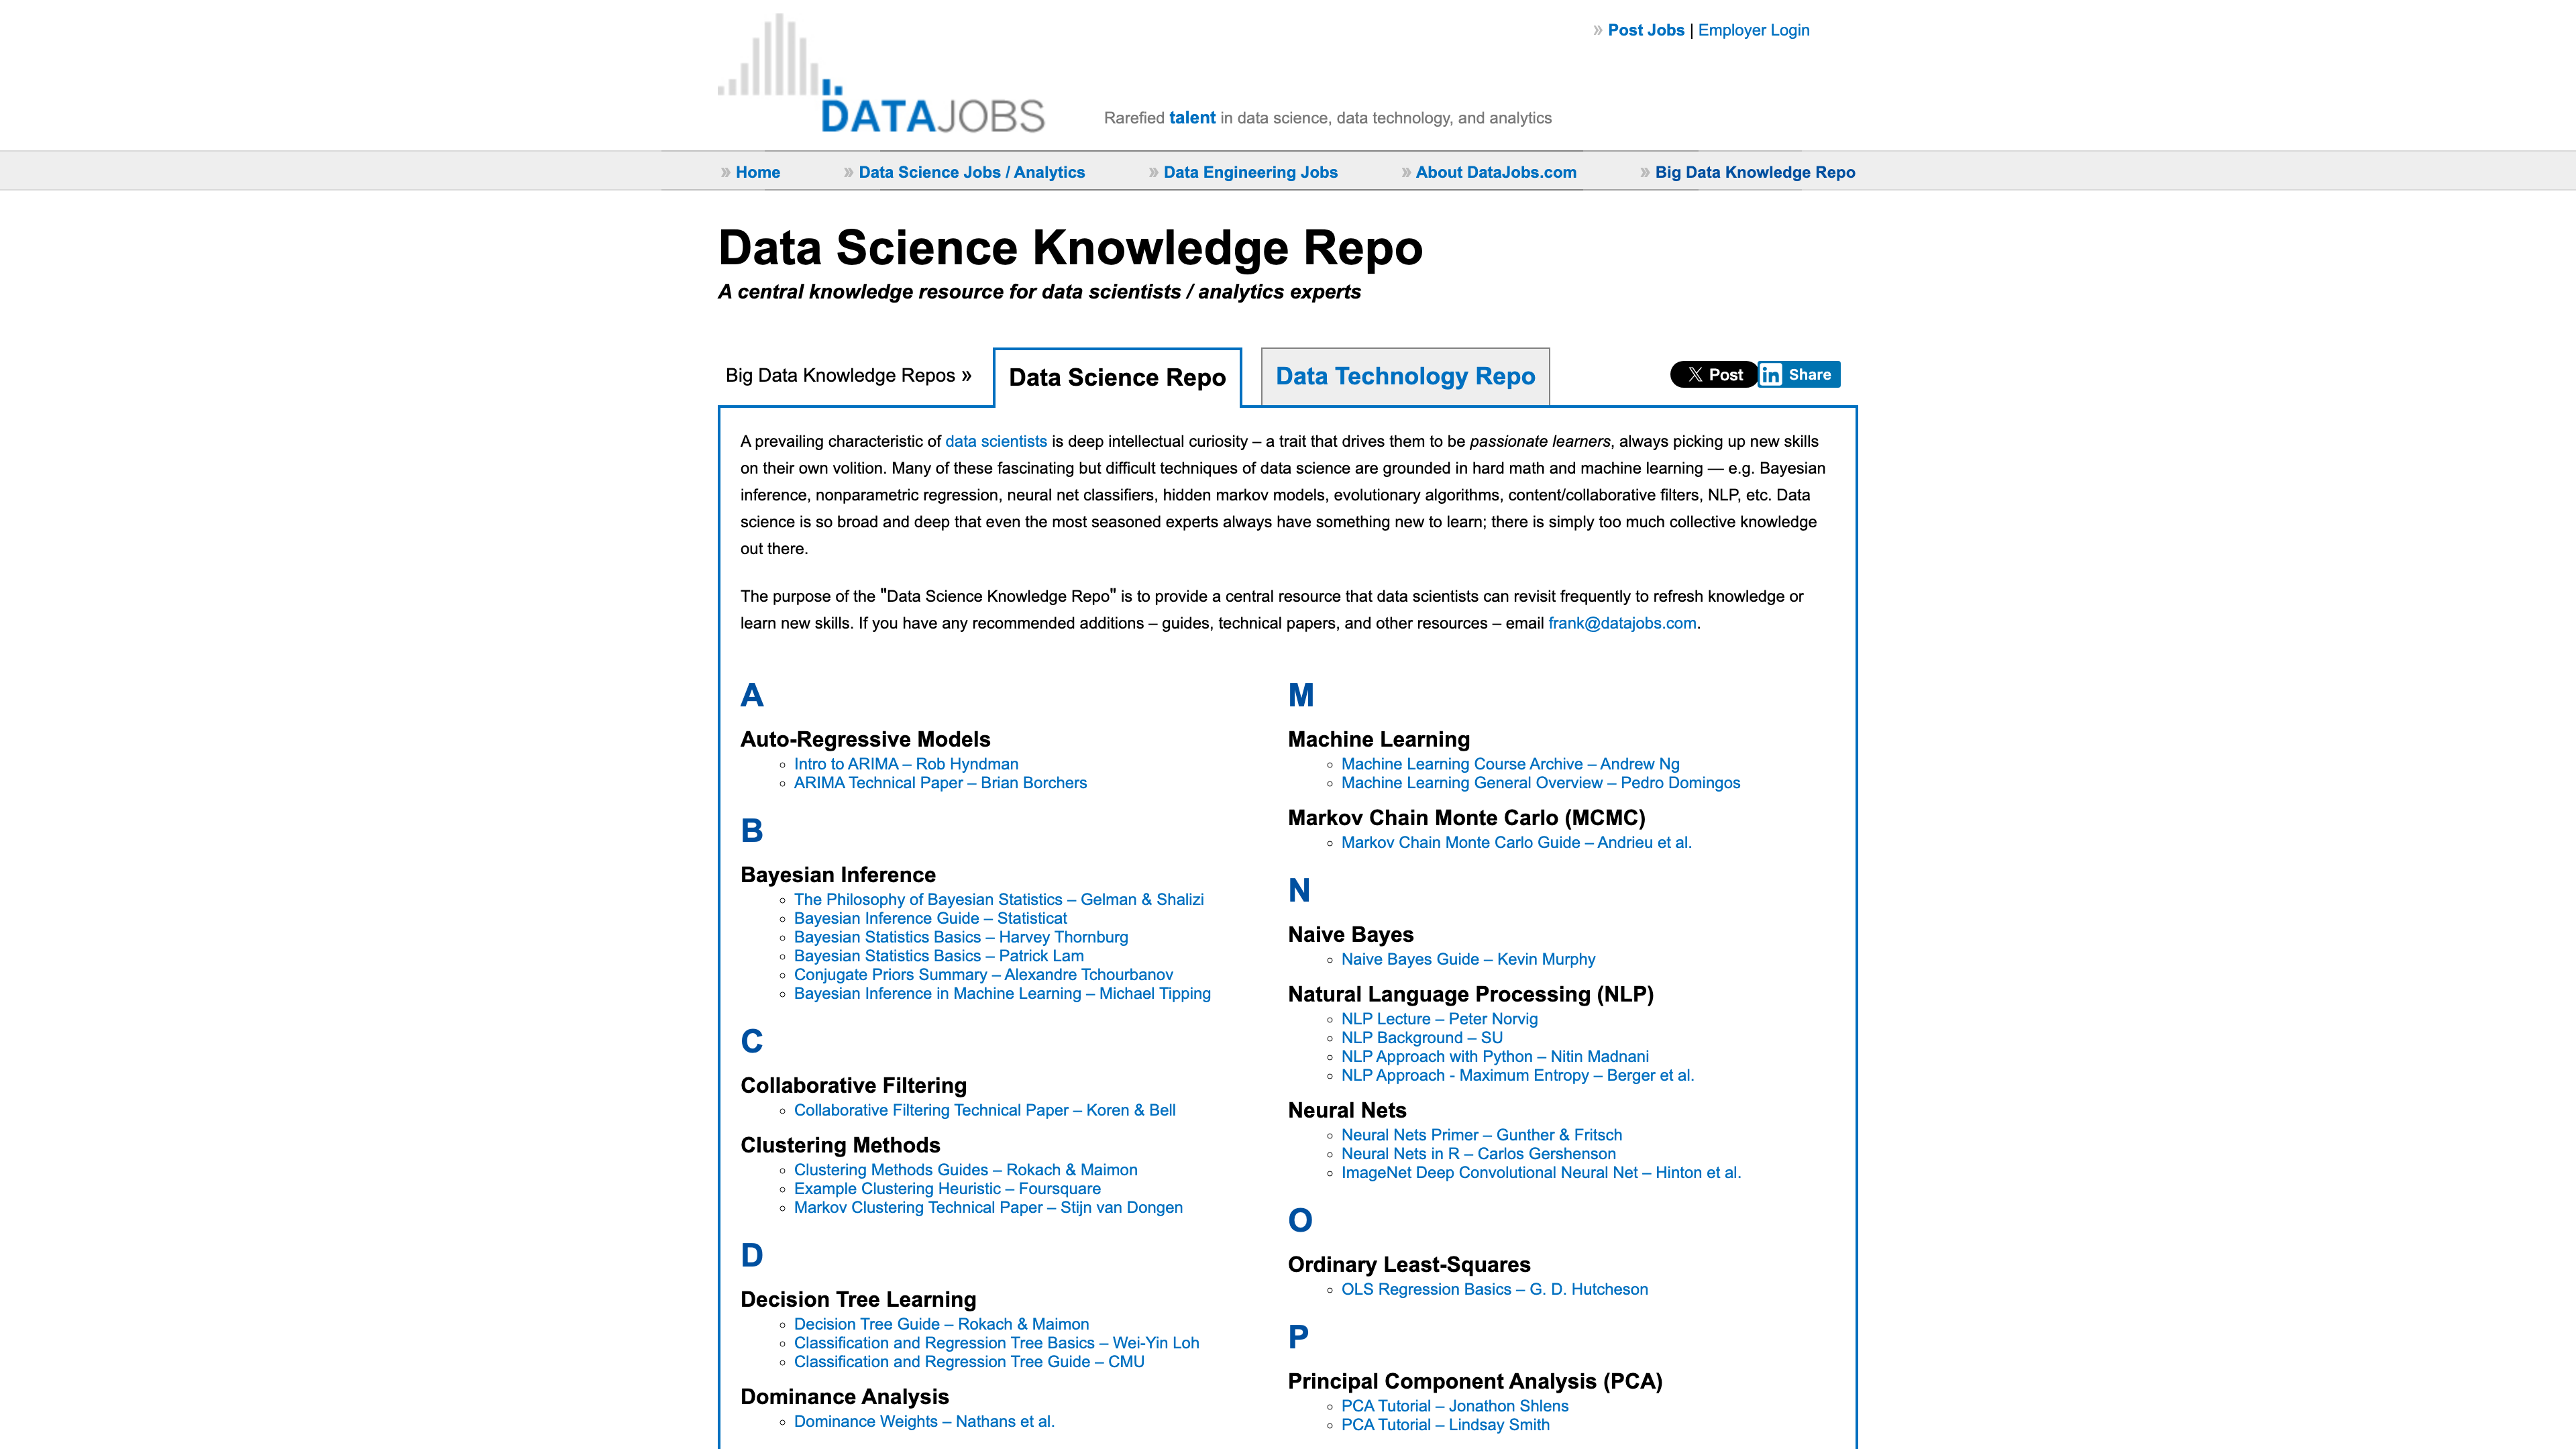 » Post Jobs | Employer Login
DATAJOBS
Rarefied talent in data science, data technology, and analytics
» Home » Data Science Jobs / Analytics » Data Engineering Jobs » About DataJobs.com » Big Data Knowledge Repo
Data Science Knowledge Repo
A central knowledge resource for data scientists / analytics experts
Big Data Knowledge Repos » Data Science Repo Data Technology Repo X Post in Share
A prevailing characteristic of data scientists is deep intellectual curiosity – a trait that drives them to be passionate learners, always picking up new skills
on their own volition. Many of these fascinating but difficult techniques of data science are grounded in hard math and machine learning — e.g. Bayesian
inference, nonparametric regression, neural net classifiers, hidden markov models, evolutionary algorithms, content/collaborative filters, NLP, etc. Data
science is so broad and deep that even the most seasoned experts always have something new to learn; there is simply too much collective knowledge
out there.
The purpose of the "Data Science Knowledge Repo" is to provide a central resource that data scientists can revisit frequently to refresh knowledge or
learn new skills. If you have any recommended additions – guides, technical papers, and other resources – email frank@datajobs.com.
A
Auto-Regressive Models
Intro to ARIMA – Rob Hyndman
ARIMA Technical Paper – Brian Borchers
B
Bayesian Inference
The Philosophy of Bayesian Statistics – Gelman & Shalizi
Bayesian Inference Guide – Statisticat
Bayesian Statistics Basics – Harvey Thornburg
Bayesian Statistics Basics – Patrick Lam
Conjugate Priors Summary – Alexandre Tchourbanov
Bayesian Inference in Machine Learning – Michael Tipping
C
Collaborative Filtering
Collaborative Filtering Technical Paper – Koren & Bell
Clustering Methods
Clustering Methods Guides – Rokach & Maimon
Example Clustering Heuristic – Foursquare
Markov Clustering Technical Paper – Stijn van Dongen
D
Decision Tree Learning
Decision Tree Guide – Rokach & Maimon
Classification and Regression Tree Basics – Wei-Yin Loh
Classification and Regression Tree Guide – CMU
Dominance Analysis
Dominance Weights – Nathans et al.
M
Machine Learning
Machine Learning Course Archive – Andrew Ng
Machine Learning General Overview – Pedro Domingos
Markov Chain Monte Carlo (MCMC)
Markov Chain Monte Carlo Guide – Andrieu et al.
N
Naive Bayes
Naive Bayes Guide – Kevin Murphy
Natural Language Processing (NLP)
NLP Lecture – Peter Norvig
NLP Background – SU
NLP Approach with Python – Nitin Madnani
NLP Approach - Maximum Entropy – Berger et al.
Neural Nets
Neural Nets Primer – Gunther & Fritsch
Neural Nets in R – Carlos Gershenson
ImageNet Deep Convolutional Neural Net – Hinton et al.
O
Ordinary Least-Squares
OLS Regression Basics – G. D. Hutcheson
P
Principal Component Analysis (PCA)
PCA Tutorial – Jonathon Shlens
PCA Tutorial – Lindsay Smith